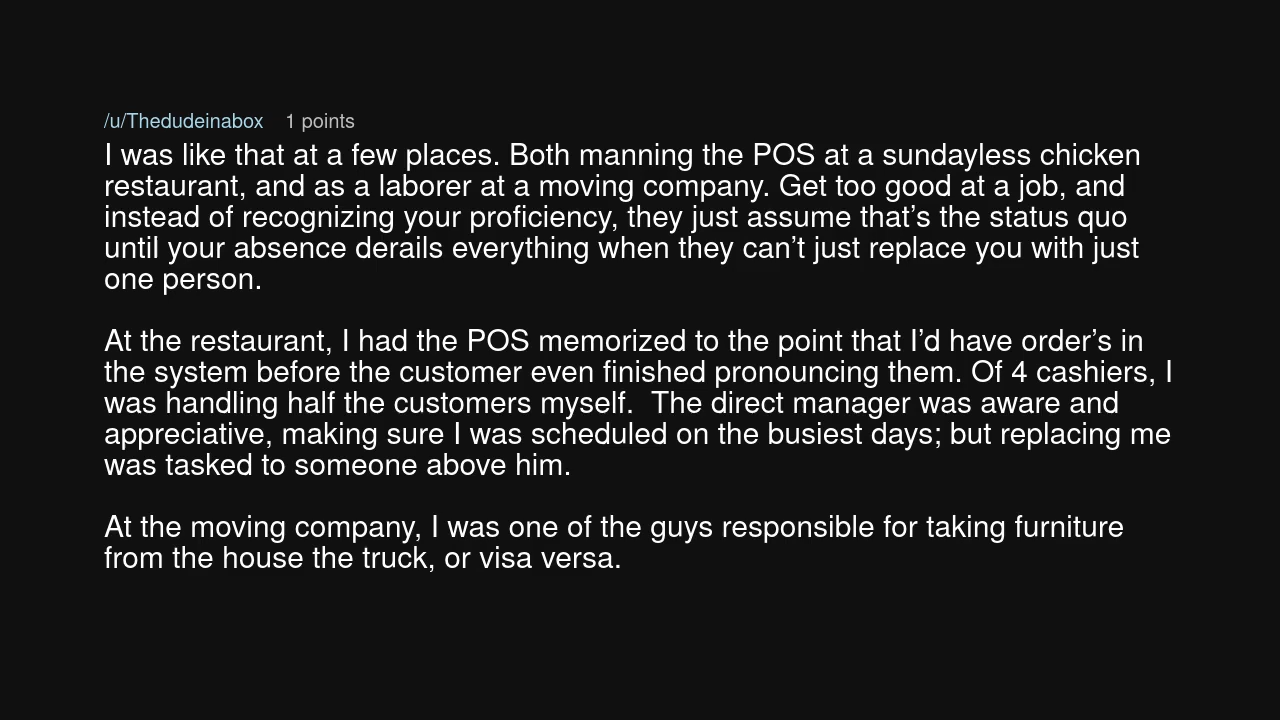 /u/Thedudeinabox 1 points
I was like that at a few places. Both manning the POS at a sundayless chicken
restaurant, and as a laborer at a moving company. Get too good at a job, and
instead of recognizing your proficiency, they just assume that’s the status quo
until your absence derails everything when they can’t just replace you with just
one person.
At the restaurant, I had the POS memorized to the point that I’d have order’s in
the system before the customer even finished pronouncing them. Of 4 cashiers, I
was handling half the customers myself.  The direct manager was aware and
appreciative, making sure I was scheduled on the busiest days; but replacing me
was tasked to someone above him.
At the moving company, I was one of the guys responsible for taking furniture
from the house the truck, or visa versa.